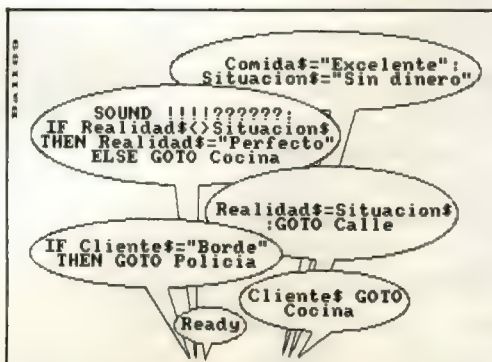 Ball89
Comida$="Excelente":
Situacion$="Sin dinero"
SOUND !!!!??????:
IF Realidad$<>Situacion$
THEN Realidad$="Perfecto"
ELSE GOTO Cocina
Realidad$=Situacion$
:GOTO Calle
IF Cliente$="Borde"
THEN GOTO Policia
Cliente$ GOTO
Cocina
Ready